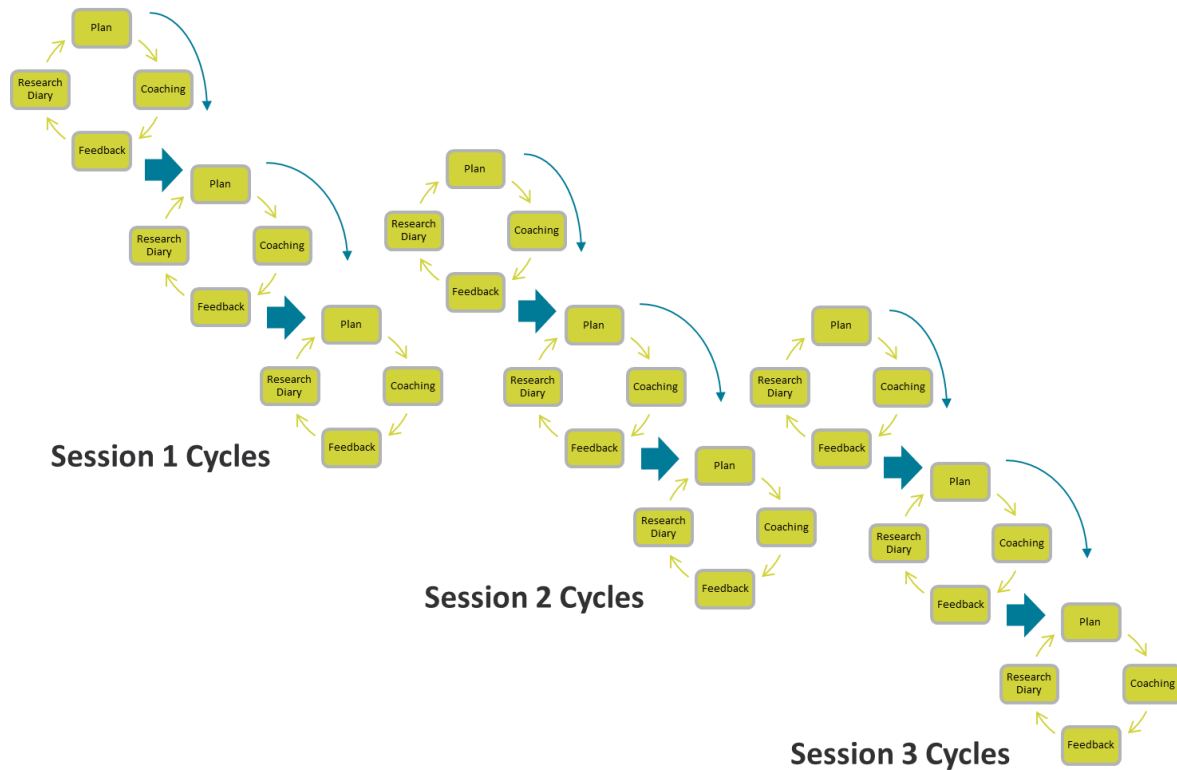 Plan
Research
Diary
Coaching
Feedback
Plan
Research
Diary
Coaching
Feedback
Plan
Research
Diary
Coaching
Feedback
Session 1 Cycles
Plan
Research
Diary
Coaching
Feedback
Plan
Research
Diary
Coaching
Feedback
Plan
Research
Diary
Coaching
Feedback
Session 2 Cycles
Plan
Research
Diary
Coaching
Feedback
Plan
Research
Diary
Coaching
Feedback
Plan
Research
Diary
Coaching
Feedback
Session 3 Cycles